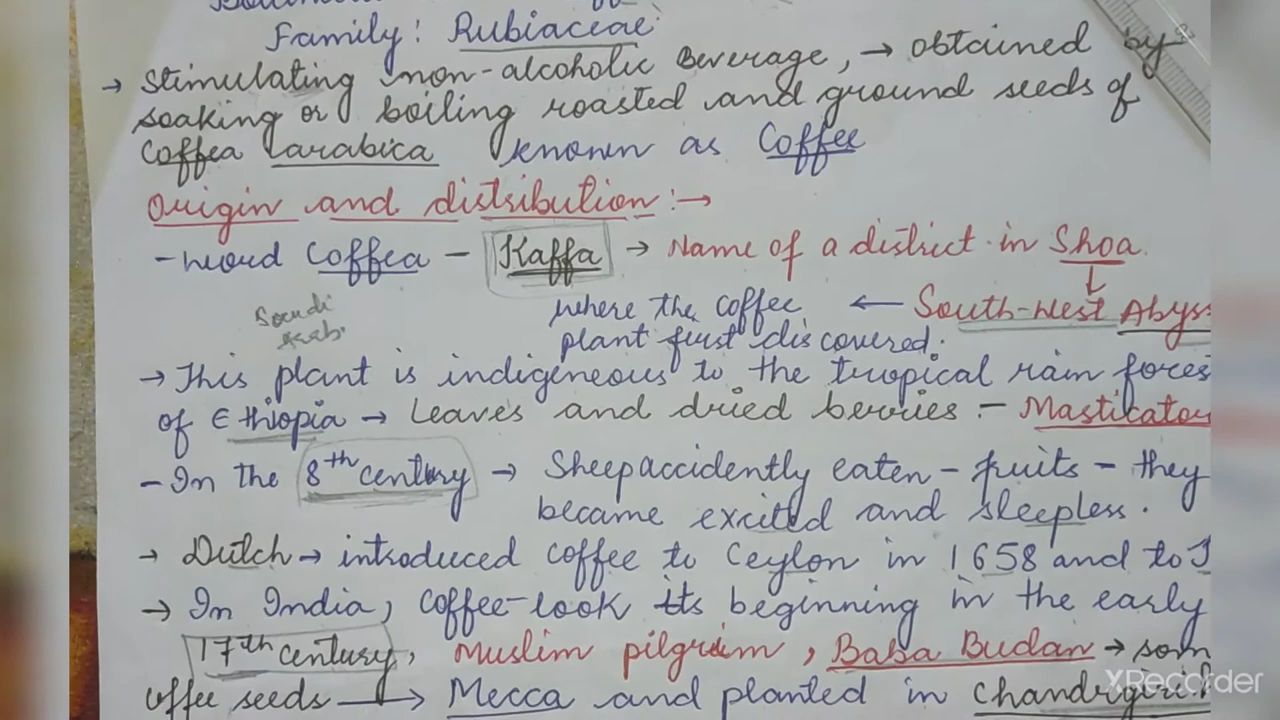 Family: Rubiaceae
→ Stimulating non-alcoholic Beverage, → obtained by
soaking or boiling roasted and ground seeds of
Coffea arabica known as Coffee
Origin and distribution :→
- word Coffea - Kaffa → Name of a district in Shoa.
where the coffee ← South-West Abyss
Saudi
Arab.
plant first discovered.
→ This plant is indigeneous to the tropical rain fores
of Ethiopia → Leaves and dried berries - Masticator
- In the 8th century → Sheep accidently eaten - fruits - they
became excited and sleepless.
→ Dutch → introduced coffee to Ceylon in 1658 and to J
→ In India, coffee-look its beginning in the early
17th century, Muslim pilgrim, Baba Budan → som
offee seeds → Mecca and planted in Chandrigiri
XRecorder